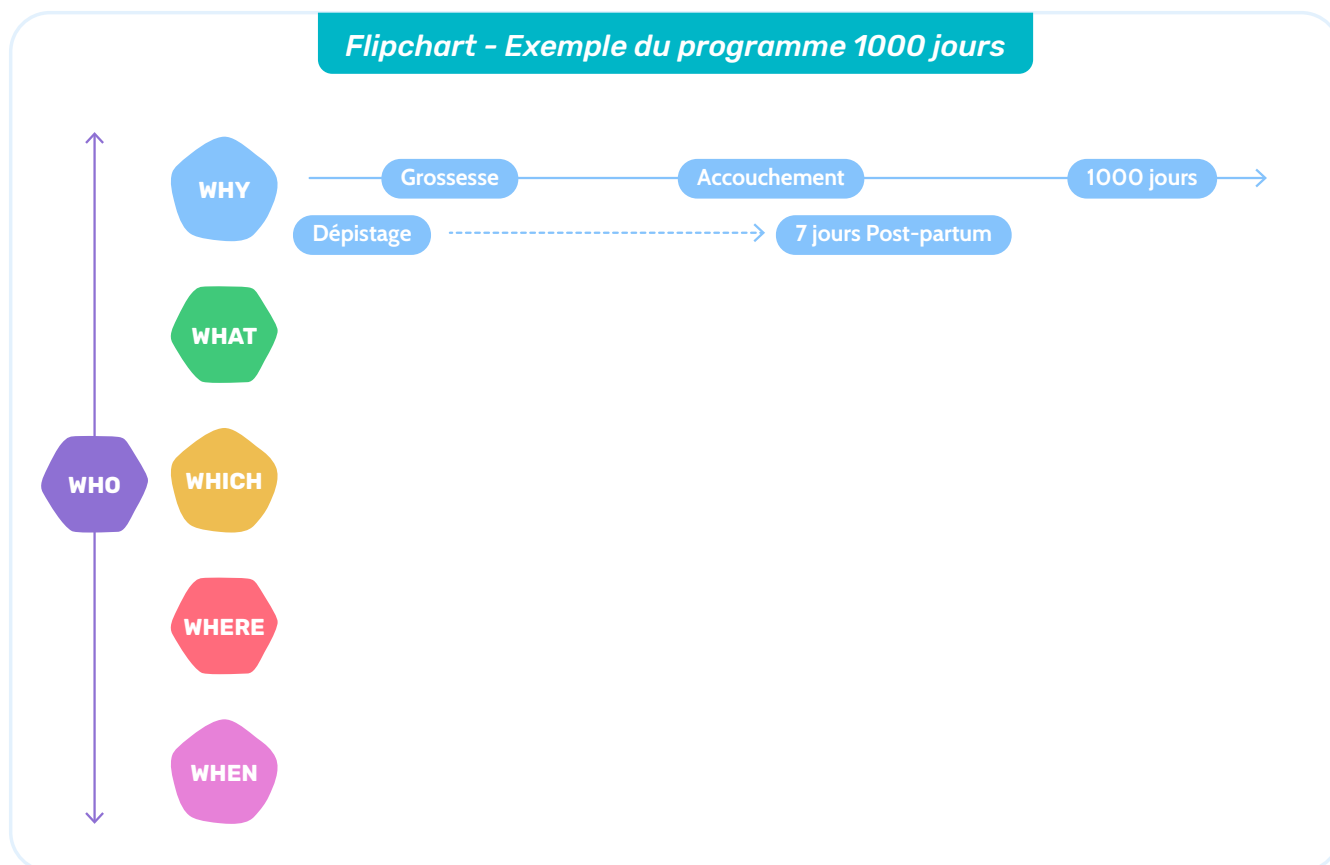 Flipchart - Exemple du programme 1000 jours
WHY
Grossesse
Accouchement
1000 jours
Dépistage
7 jours Post-partum
WHAT
WHO
WHICH
WHERE
WHEN